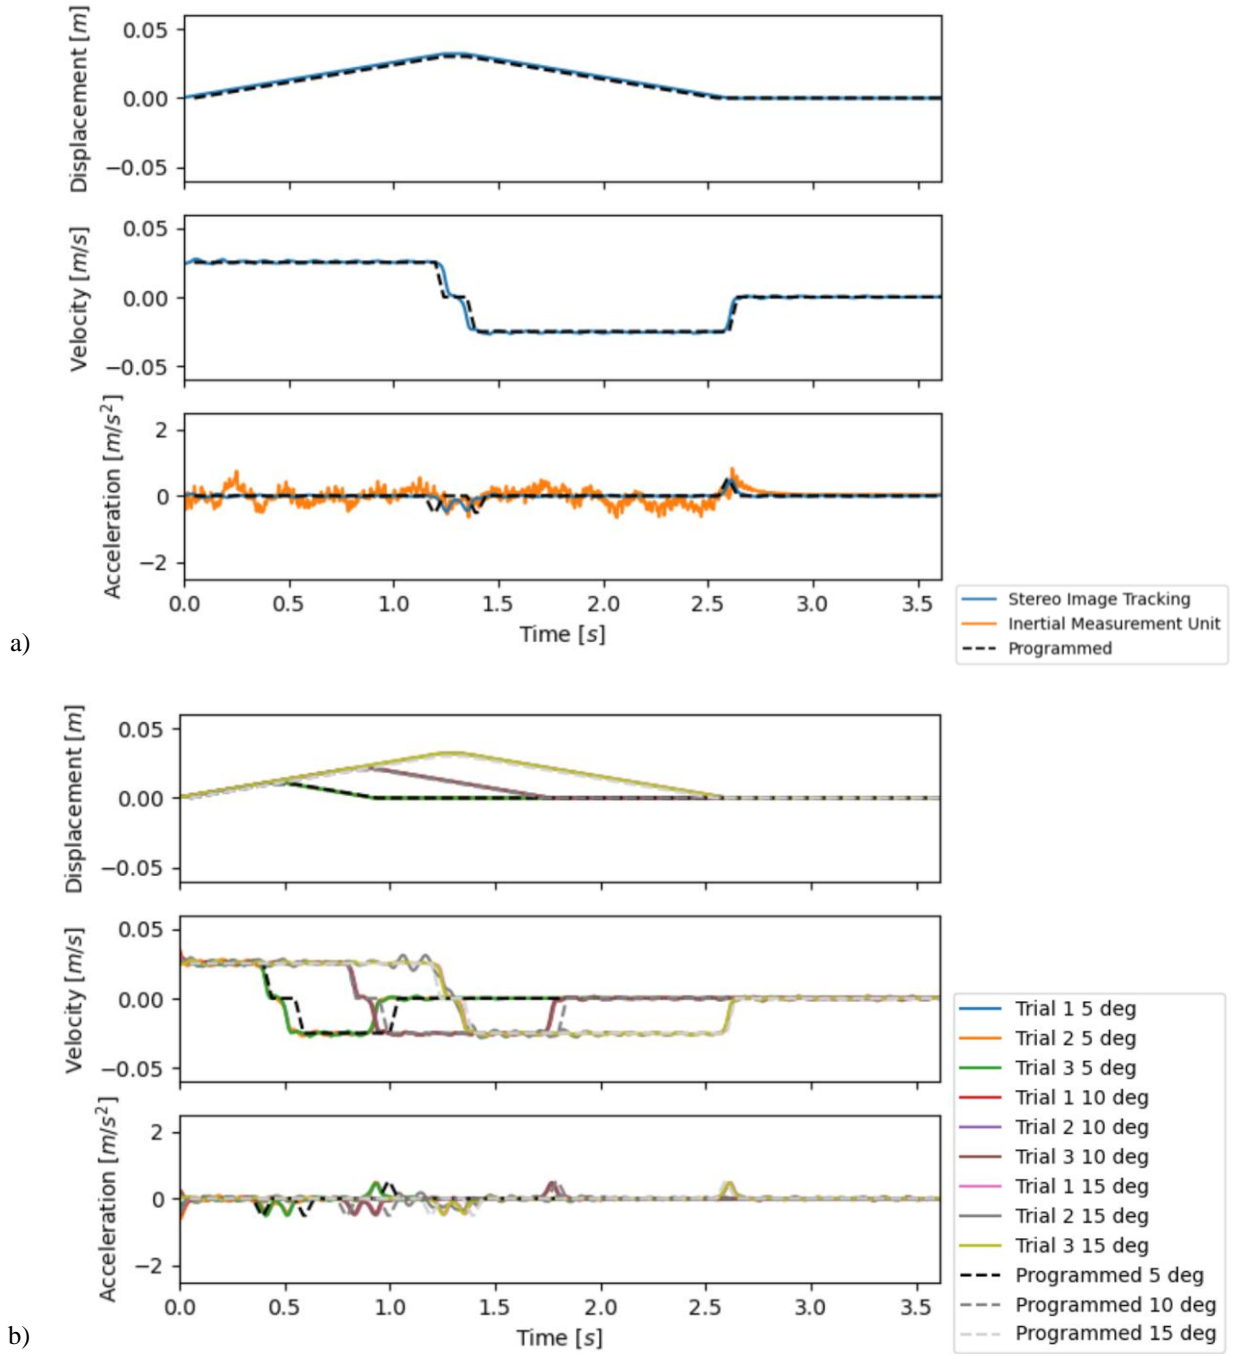 Displacement [m]
0.05
0.00
−0.05
Velocity [m/s]
0.05
0.00
−0.05
Acceleration [m/s²]
2
0
−2
0.0 0.5 1.0 1.5 2.0 2.5 3.0 3.5
Time [s]
Stereo Image Tracking
Inertial Measurement Unit
Programmed
a)
Displacement [m]
0.05
0.00
−0.05
Velocity [m/s]
0.05
0.00
−0.05
Acceleration [m/s²]
2
0
−2
0.0 0.5 1.0 1.5 2.0 2.5 3.0 3.5
Time [s]
Trial 1 5 deg
Trial 2 5 deg
Trial 3 5 deg
Trial 1 10 deg
Trial 2 10 deg
Trial 3 10 deg
Trial 1 15 deg
Trial 2 15 deg
Trial 3 15 deg
Programmed 5 deg
Programmed 10 deg
Programmed 15 deg
b)